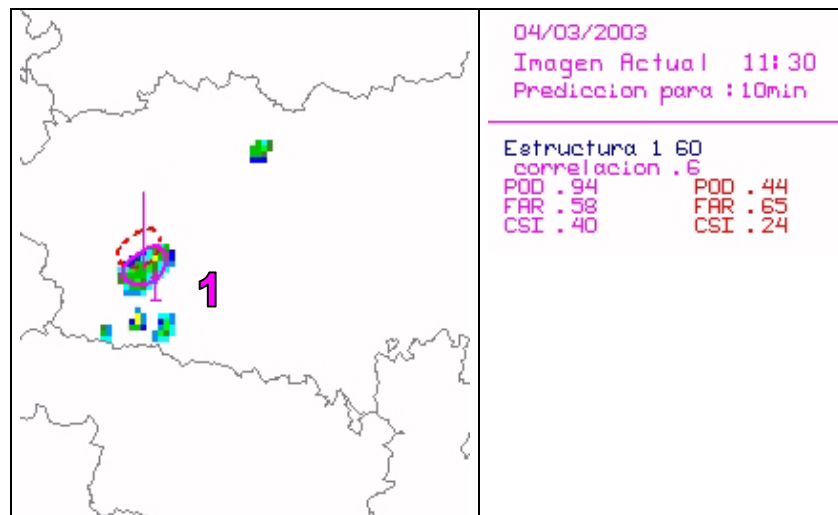 1
04/03/2003
Imagen Actual 11:30
Prediccion para :10min
Estructura 1 60
correlacion .6
POD .94 POD .44
FAR .58 FAR .65
CSI .40 CSI .24